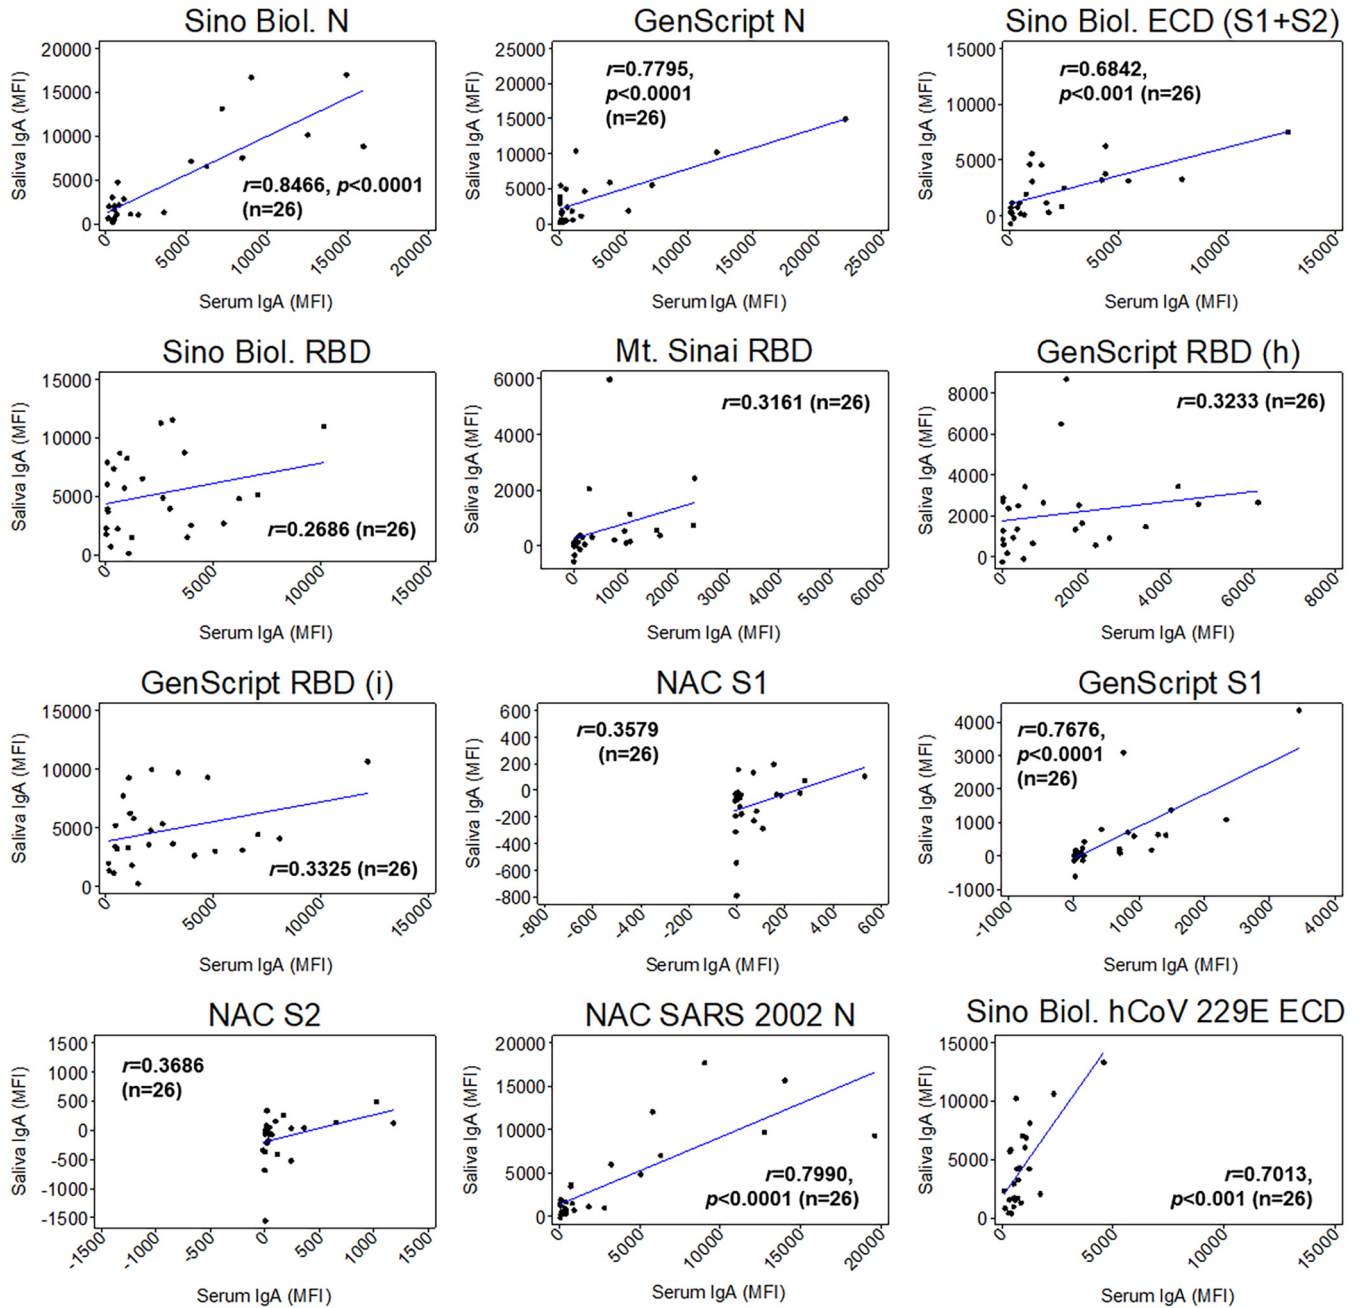 Sino Biol. N
Saliva IgA (MFI)
20000
15000
10000
5000
0
r=0.8466, p<0.0001
(n=26)
0
5000
10000
15000
20000
Serum IgA (MFI)
GenScript N
Saliva IgA (MFI)
25000
20000
15000
10000
5000
0
r=0.7795,
p<0.0001
(n=26)
0
5000
10000
15000
20000
25000
Serum IgA (MFI)
Sino Biol. ECD (S1+S2)
Saliva IgA (MFI)
15000
10000
5000
0
r=0.6842,
p<0.001 (n=26)
0
5000
10000
15000
Serum IgA (MFI)
Sino Biol. RBD
Saliva IgA (MFI)
15000
10000
5000
0
r=0.2686 (n=26)
0
5000
10000
15000
Serum IgA (MFI)
Mt. Sinai RBD
Saliva IgA (MFI)
6000
4000
2000
0
r=0.3161 (n=26)
0
1000
2000
3000
4000
5000
6000
Serum IgA (MFI)
GenScript RBD (h)
Saliva IgA (MFI)
8000
6000
4000
2000
0
r=0.3233 (n=26)
0
2000
4000
6000
8000
Serum IgA (MFI)
GenScript RBD (i)
Saliva IgA (MFI)
15000
10000
5000
0
r=0.3325 (n=26)
0
5000
10000
15000
Serum IgA (MFI)
NAC S1
Saliva IgA (MFI)
600
400
200
0
-200
-400
-600
-800
r=0.3579
(n=26)
-800
-600
-400
-200
0
200
400
600
Serum IgA (MFI)
GenScript S1
Saliva IgA (MFI)
4000
3000
2000
1000
0
-1000
r=0.7676,
p<0.0001
(n=26)
-1000
0
1000
2000
3000
4000
Serum IgA (MFI)
NAC S2
Saliva IgA (MFI)
1500
1000
500
0
-500
-1000
-1500
r=0.3686
(n=26)
-1500
-1000
-500
0
500
1000
1500
Serum IgA (MFI)
NAC SARS 2002 N
Saliva IgA (MFI)
20000
15000
10000
5000
0
r=0.7990,
p<0.0001 (n=26)
0
5000
10000
15000
20000
Serum IgA (MFI)
Sino Biol. hCoV 229E ECD
Saliva IgA (MFI)
15000
10000
5000
0
r=0.7013,
p<0.001 (n=26)
0
5000
10000
15000
Serum IgA (MFI)